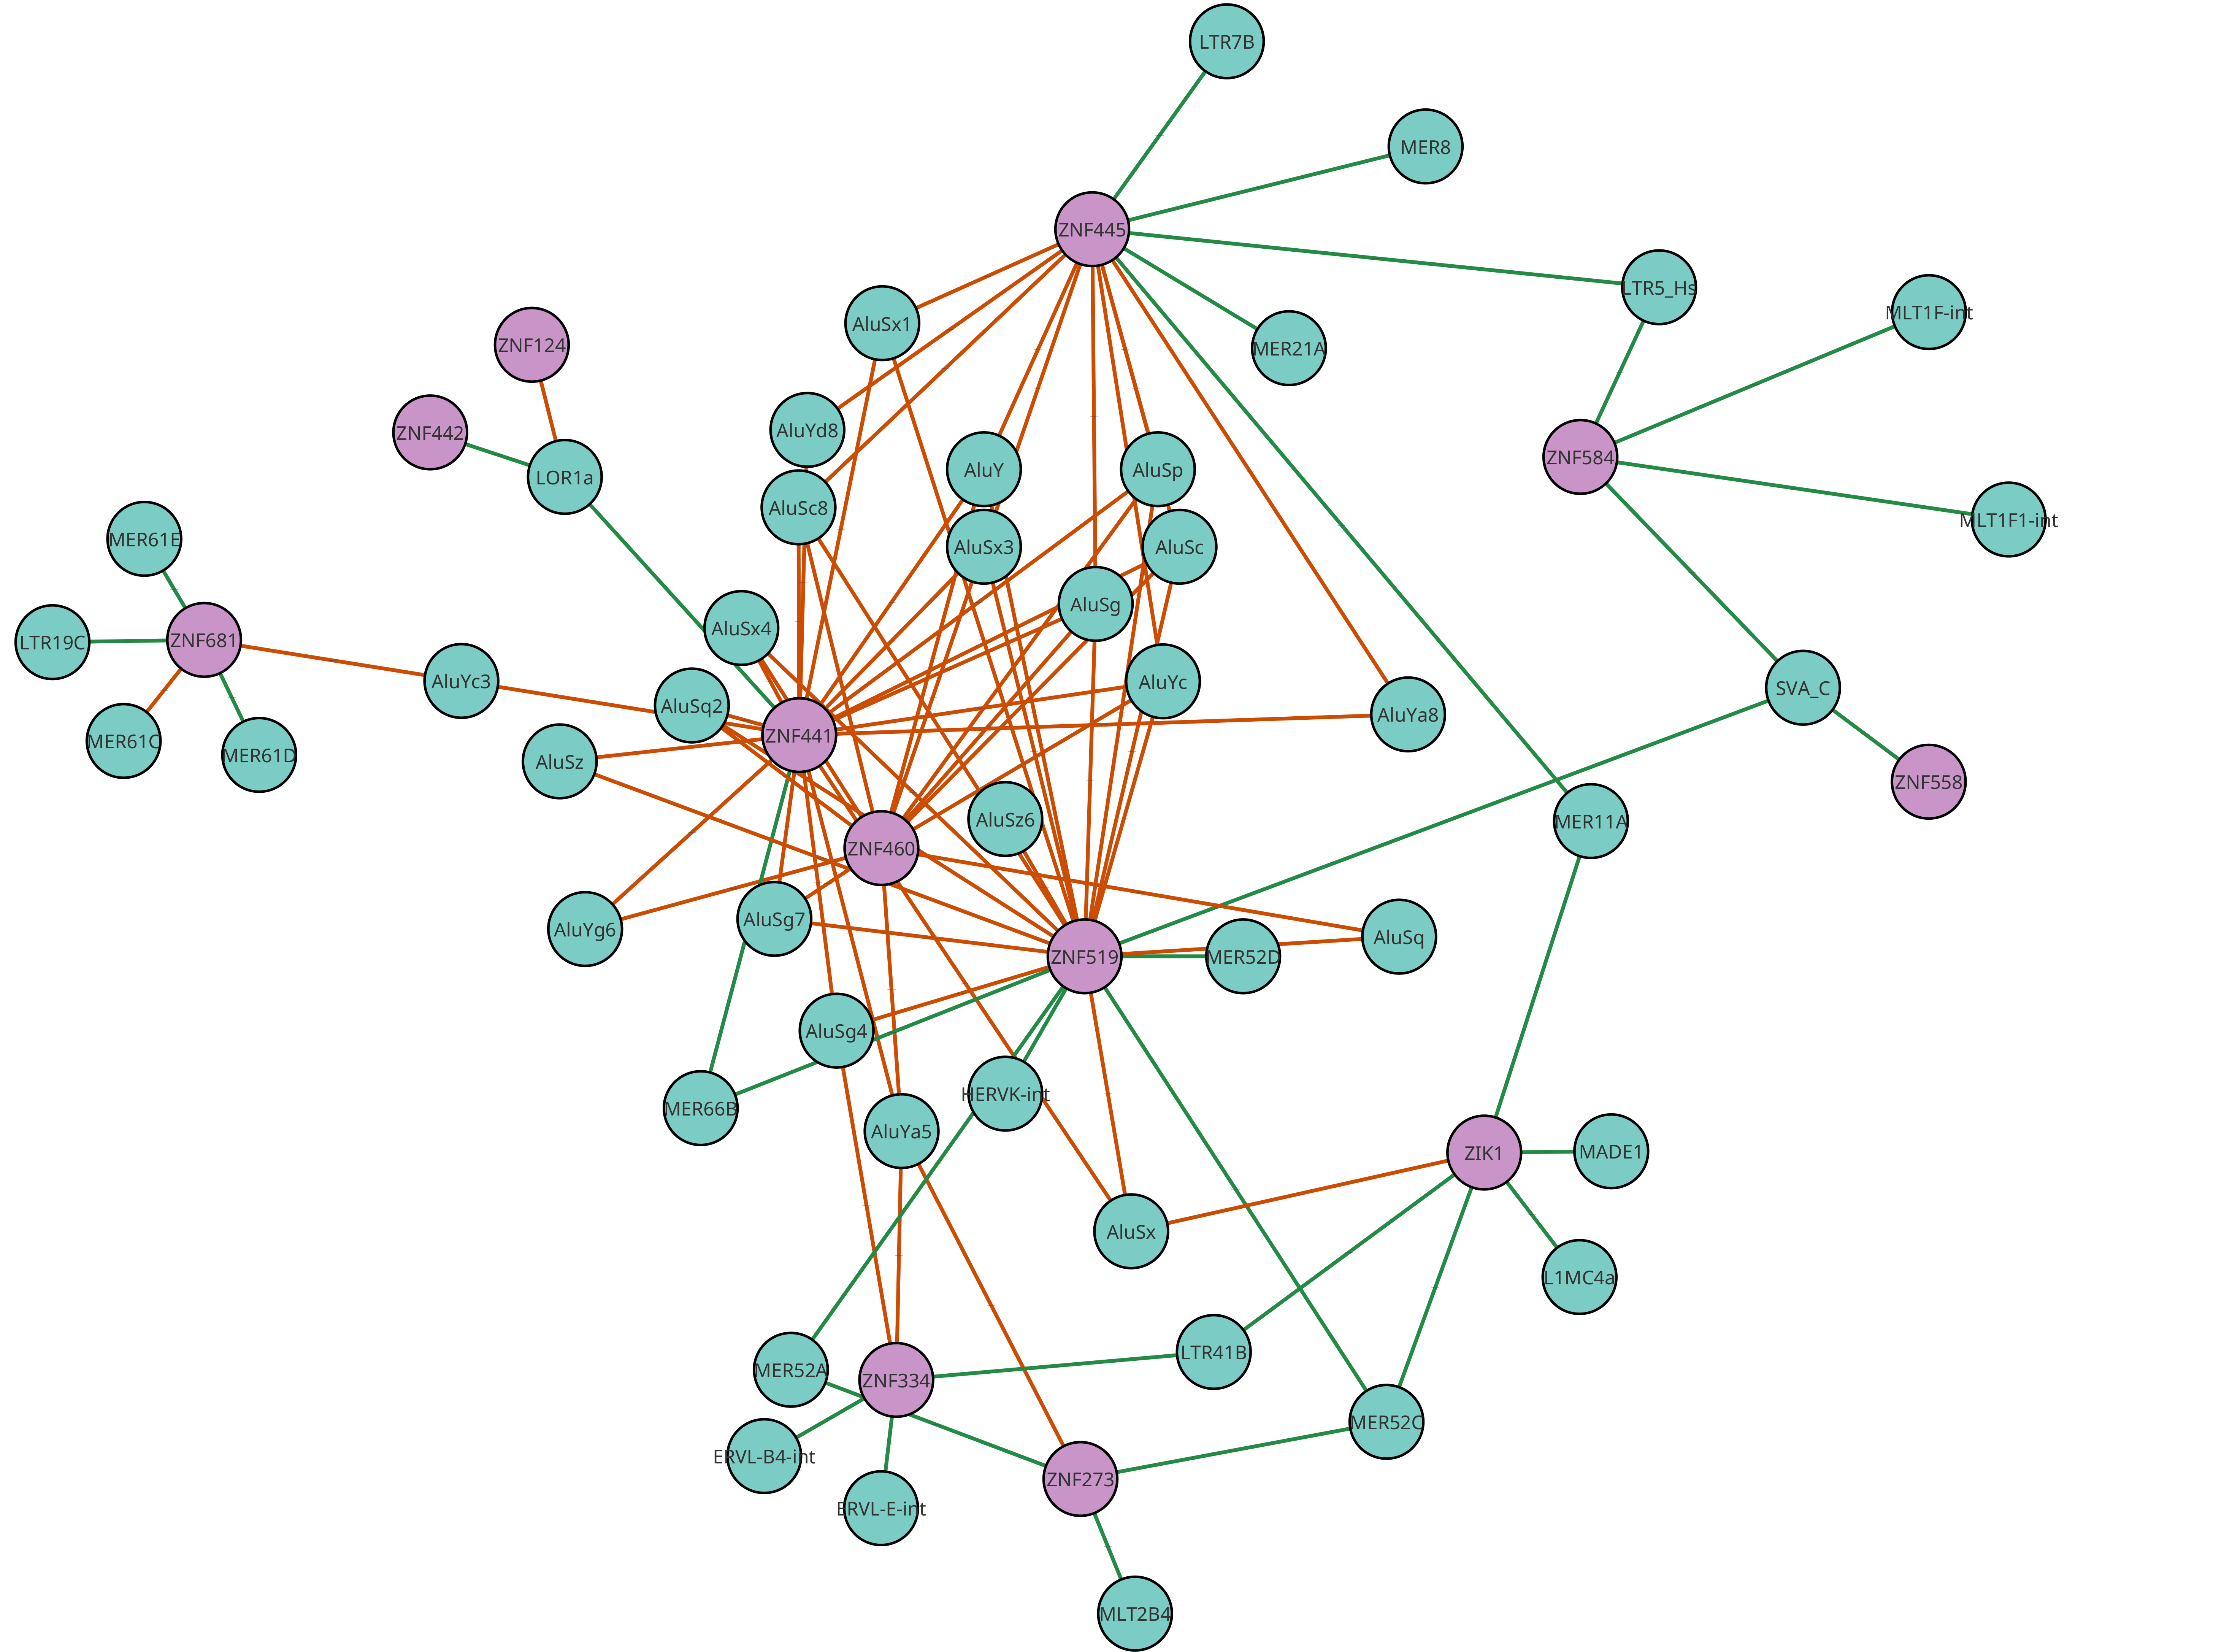 LTR7B
MER8
ZNF445
LTR5_Hs
MLT1F-int
AluSx1
ZNF124
MER21A
AluYd8
ZNF442
ZNF584
AluY
AluSp
LOR1a
AluSc8
MLT1F1-int
MER61E
AluSx3
AluSc
AluSg
AluSx4
ZNF681
LTR19C
AluYc3
AluYc
SVA_C
AluSq2
AluYa8
ZNF441
MER61C
MER61D
AluSz
ZNF558
AluSz6
MER11A
ZNF460
AluSg7
AluYg6
AluSq
ZNF519
MER52D
AluSg4
HERVK-int
MER66B
AluYa5
ZIK1
MADE1
AluSx
L1MC4a
LTR41B
MER52A
ZNF334
MER52C
ERVL-B4-int
ZNF273
ERVL-E-int
MLT2B4